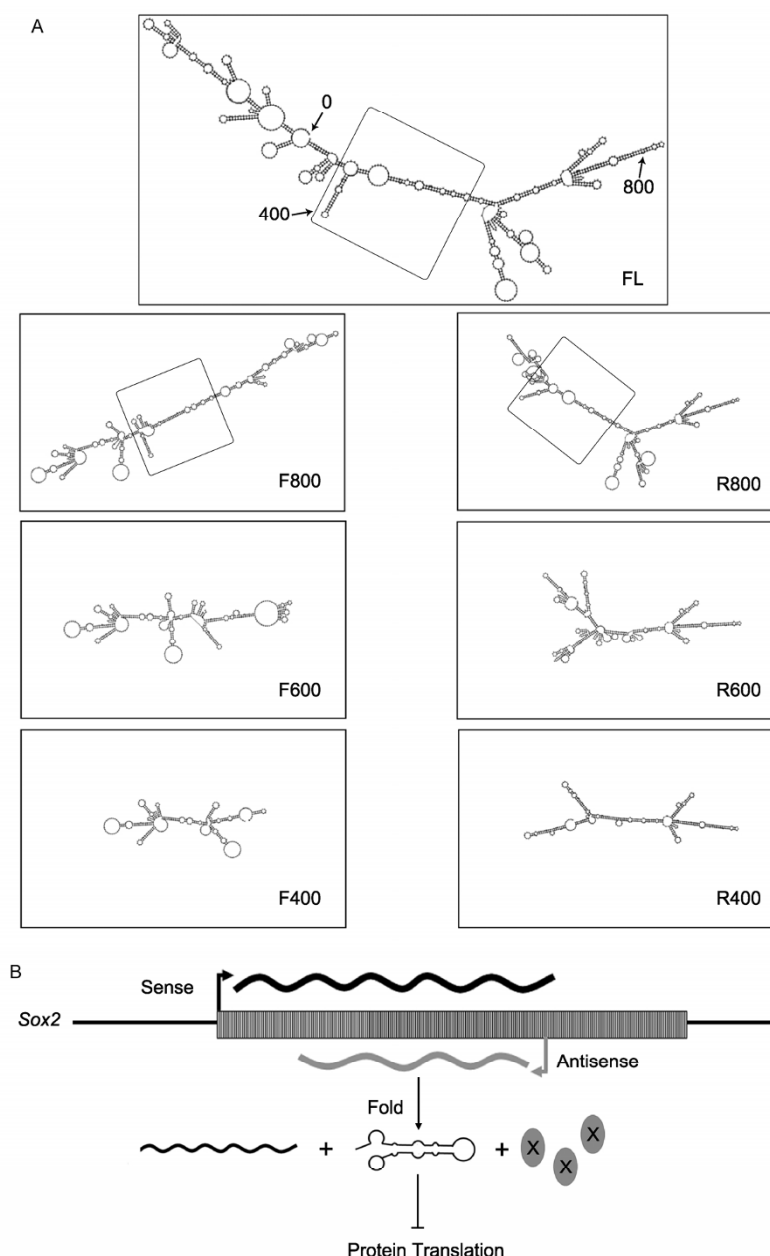 A
0
400
800
FL
F800
R800
F600
R600
F400
R400
B
Sense
Sox2
Antisense
Fold
+ + X X X
Protein Translation